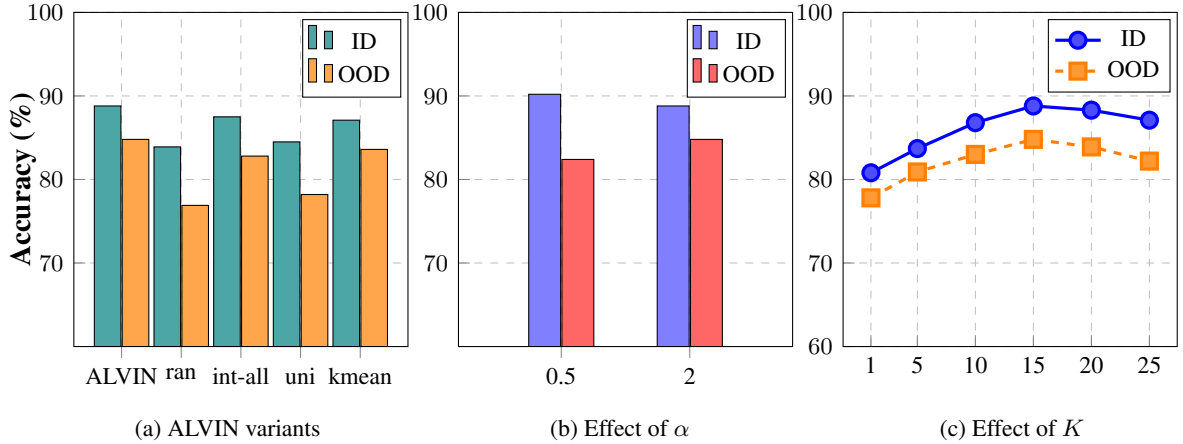 Accuracy (%)
100
90
80
70
ID
OOD
ALVIN ran int-all uni kmean
(a) ALVIN variants
100
90
80
70
ID
OOD
0.5 2
(b) Effect of α
100
90
80
70
60
ID
OOD
1 5 10 15 20 25
(c) Effect of K